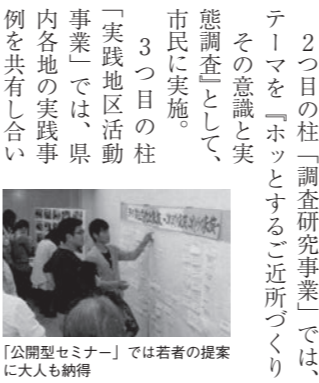 2つ目の柱「調査研究事業」では、
テーマを『ホッとするご近所づくり
その意識と実
態調査』として、
市民に実施。
3つ目の柱
「実践地区活動
事業」では、県
内各地の実践事
例を共有し合い
「公開型セミナー」では若者の提案
に大人も納得